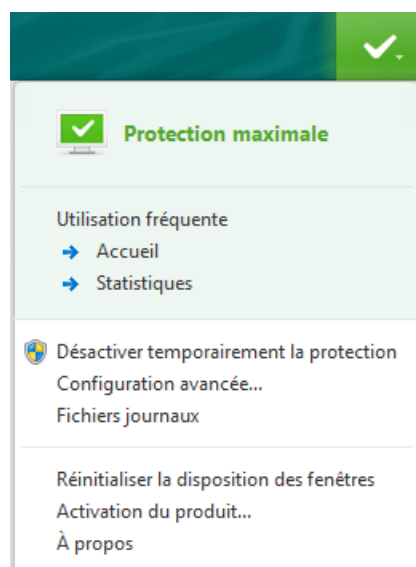 Protection maximale
Utilisation fréquente
Accueil
Statistiques
Désactiver temporairement la protection
Configuration avancée...
Fichiers journaux
Réinitialiser la disposition des fenêtres
Activation du produit...
À propos